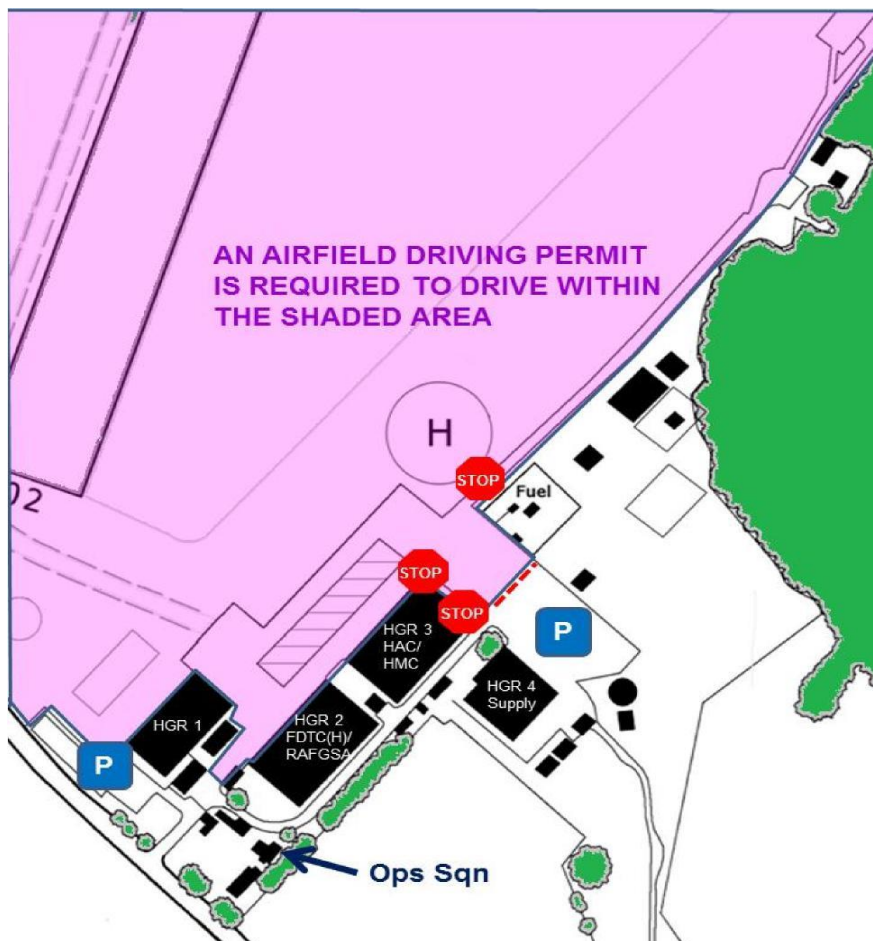 AN AIRFIELD DRIVING PERMIT
IS REQUIRED TO DRIVE WITHIN
THE SHADED AREA
H
STOP
Fuel
02
STOP
STOP
HGR 3
HAC/
HMC
P
HGR 4
Supply
HGR 1
HGR 2
FDTC(H)/
RAFGSA
P
Ops Sqn